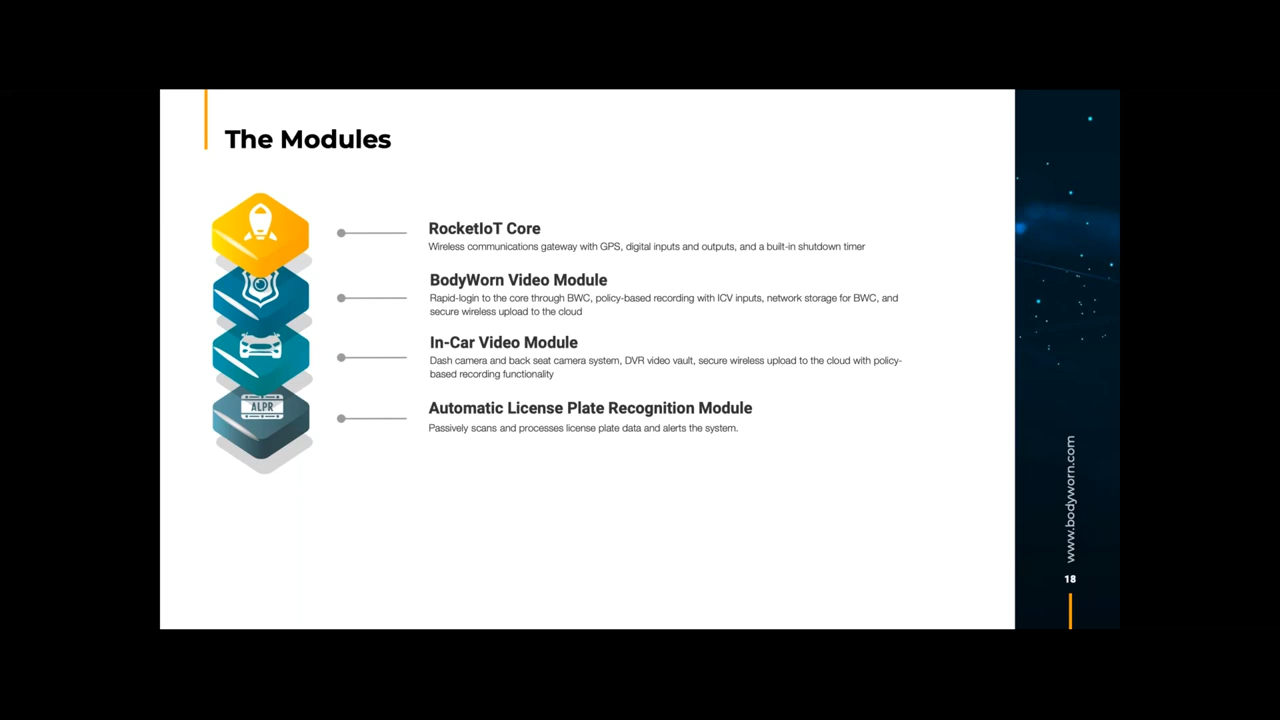 The Modules
RocketIoT Core
Wireless communications gateway with GPS, digital inputs and outputs, and a built-in shutdown timer
BodyWorn Video Module
Rapid-login to the core through BWC, policy-based recording with ICV inputs, network storage for BWC, and
secure wireless upload to the cloud
In-Car Video Module
Dash camera and back seat camera system, DVR video vault, secure wireless upload to the cloud with policy-
based recording functionality
ALPR
Automatic License Plate Recognition Module
Passively scans and processes license plate data and alerts the system.
www.bodyworn.com
18